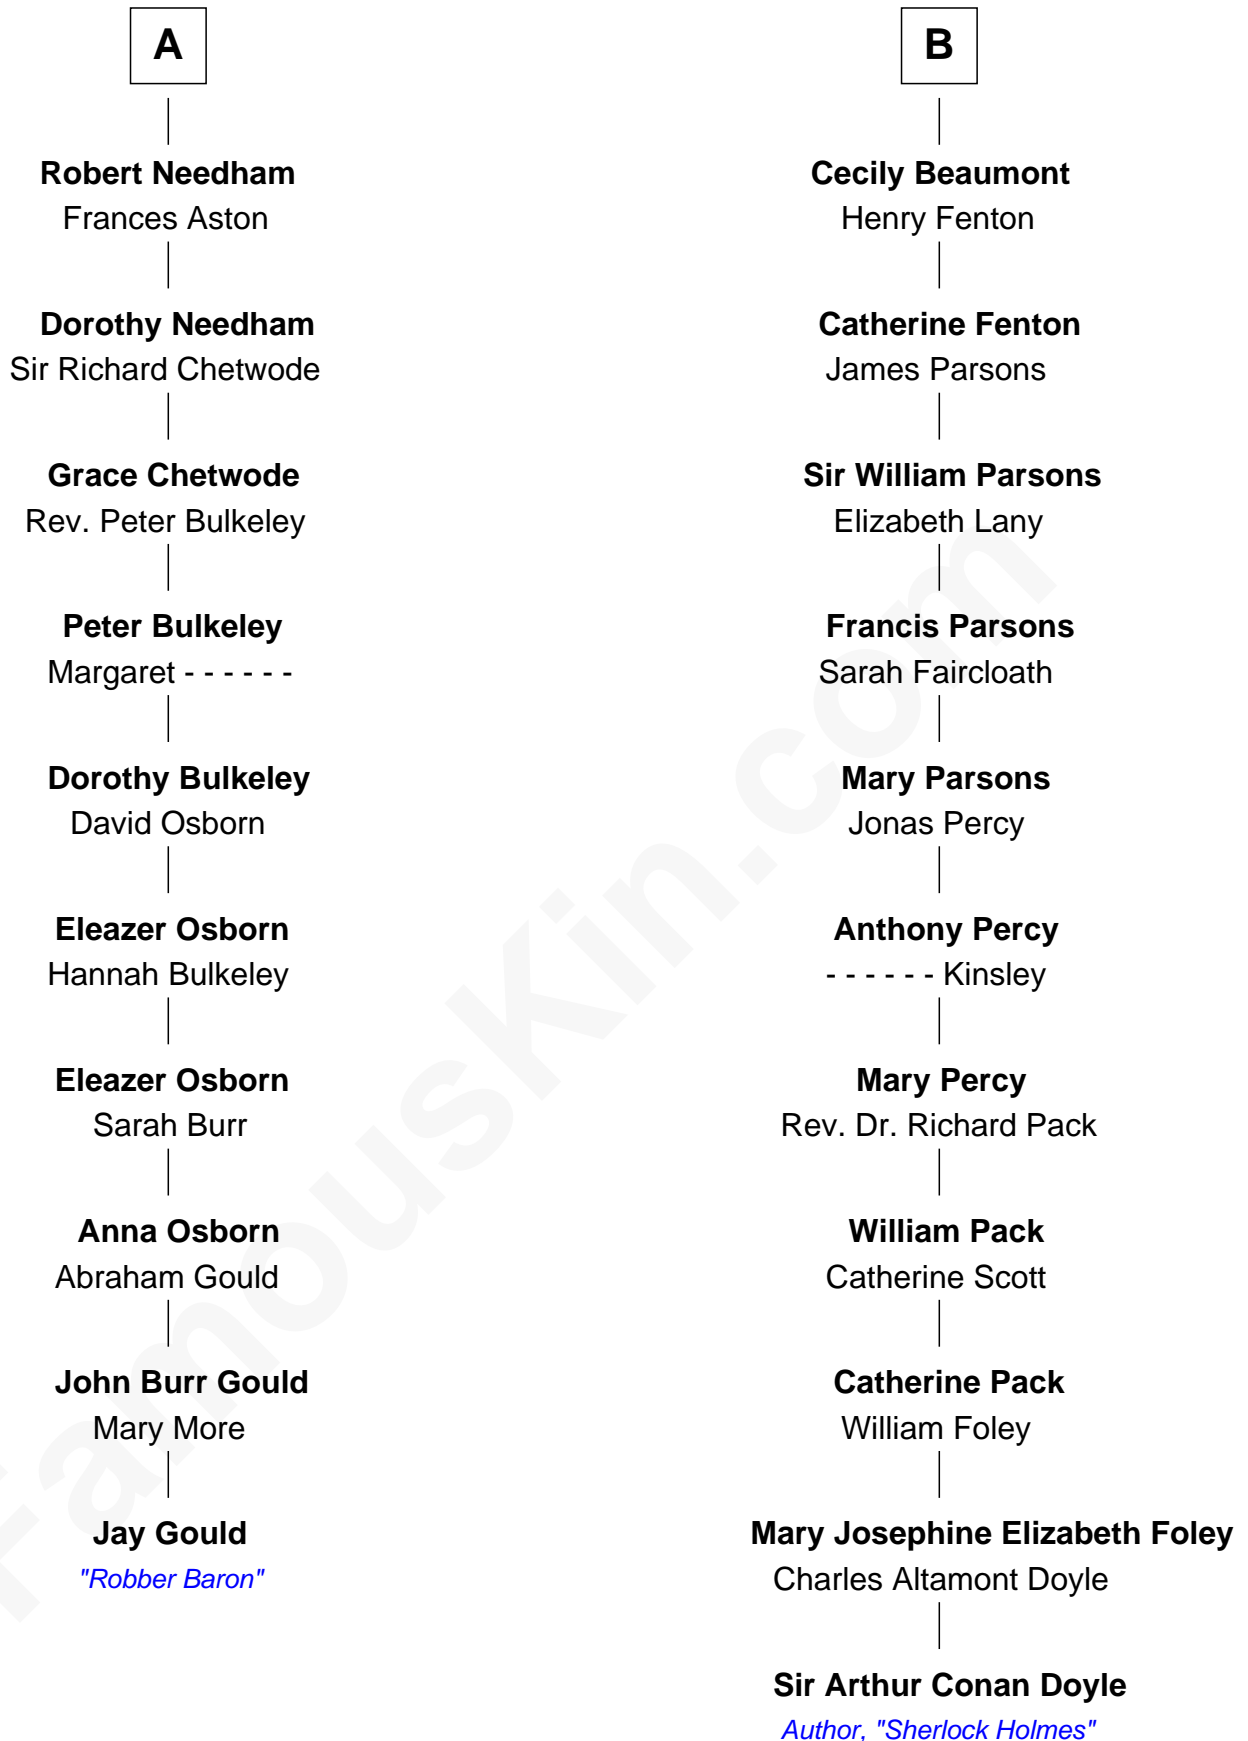 A
Robert Needham
Frances Aston
Dorothy Needham
Sir Richard Chetwode
Grace Chetwode
Rev. Peter Bulkeley
Peter Bulkeley
Margaret - - - - - -
Dorothy Bulkeley
David Osborn
Eleazer Osborn
Hannah Bulkeley
Eleazer Osborn
Sarah Burr
Anna Osborn
Abraham Gould
John Burr Gould
Mary More
Jay Gould
"Robber Baron"
B
Cecily Beaumont
Henry Fenton
Catherine Fenton
James Parsons
Sir William Parsons
Elizabeth Lany
Francis Parsons
Sarah Faircloath
Mary Parsons
Jonas Percy
Anthony Percy
- - - - - - Kinsley
Mary Percy
Rev. Dr. Richard Pack
William Pack
Catherine Scott
Catherine Pack
William Foley
Mary Josephine Elizabeth Foley
Charles Altamont Doyle
Sir Arthur Conan Doyle
Author, "Sherlock Holmes"
FamousKin.com